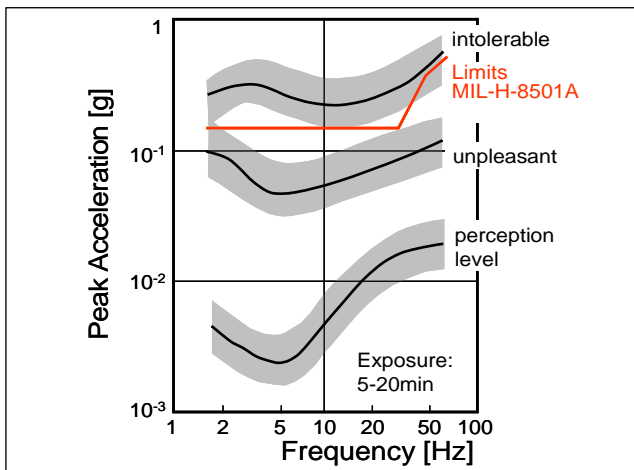 1
intolerable
Limits
MIL-H-8501A
10-1
unpleasant
Peak Acceleration [g]
perception
level
10-2
Exposure:
5-20min
10-3
1 2 5 10 20 50 100
Frequency [Hz]